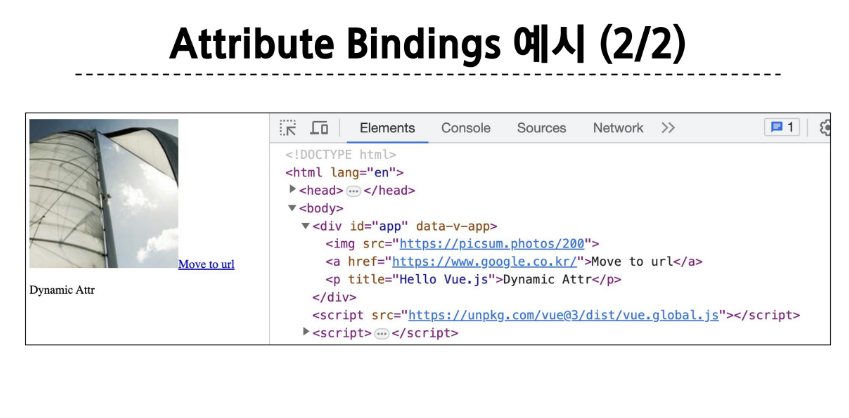 Attribute Bindings 예시 (2/2)
Move to url
Dynamic Attr
Elements Console Sources Network >> 1
<!DOCTYPE html>
<html lang="en">
<head> ... </head>
<body>
<div id="app" data-v-app>
<img src="https://picsum.photos/200">
<a href="https://www.google.co.kr/">Move to url</a>
<p title="Hello Vue.js">Dynamic Attr</p>
</div>
<script src="https://unpkg.com/vue@3/dist/vue.global.js"></script>
<script> ... </script>